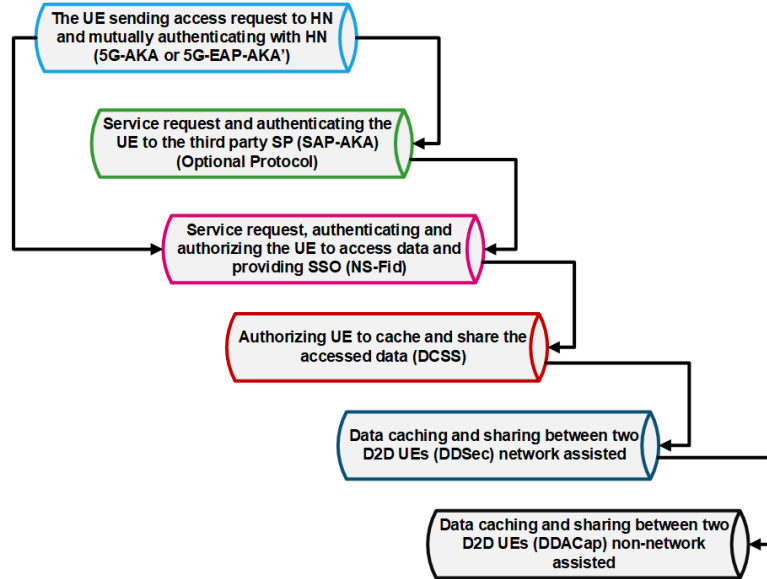 The UE sending access request to HN
and mutually authenticating with HN
(5G-AKA or 5G-EAP-AKA’)
Service request and authenticating the
UE to the third party SP (SAP-AKA)
(Optional Protocol)
Service request, authenticating and
authorizing the UE to access data and
providing SSO (NS-Fid)
Authorizing UE to cache and share the
accessed data (DCSS)
Data caching and sharing between two
D2D UEs (DDSec) network assisted
Data caching and sharing between two
D2D UEs (DDACap) non-network
assisted